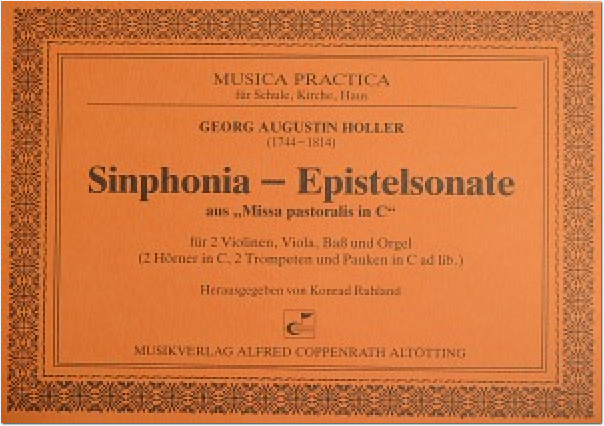 MUSICA PRACTICA
für Schule, Kirche, Haus
GEORG AUGUSTIN HOLLER
(1744–1814)
Sinphonia – Epistelsonate
aus „Missa pastoralis in C“
für 2 Violinen, Viola, Baß und Orgel
(2 Hörner in C, 2 Trompeten und Pauken in C ad lib.)
Herausgegeben von Konrad Ruhland
MUSIKVERLAG ALFRED COPPENRATH ALTÖTTING